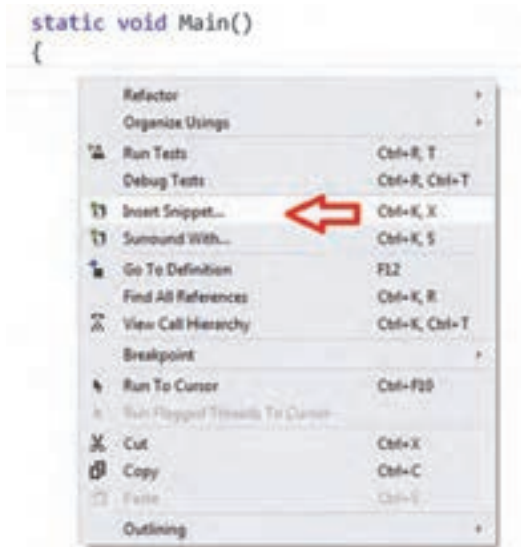 static void Main()
{
Refactor
Organize Usings
Run Tests Ctrl+R, T
Debug Tests Ctrl+R, Ctrl+T
Insert Snippet... Ctrl+K, X
Surround With... Ctrl+K, S
Go To Definition F12
Find All References Ctrl+K, R
View Call Hierarchy Ctrl+K, Ctrl+T
Breakpoint
Run To Cursor Ctrl+F10
Run Flagged Threads To Cursor
Cut Ctrl+X
Copy Ctrl+C
Paste
Outlining